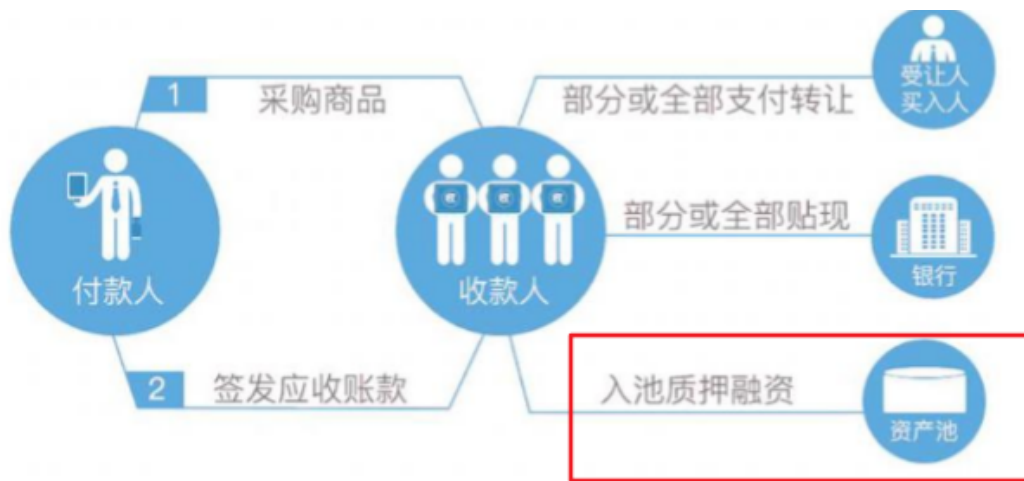 1
采购商品
部分或全部支付转让
受让人
买入人
付款人
收款人
部分或全部贴现
银行
2
签发应收账款
入池质押融资
资产池